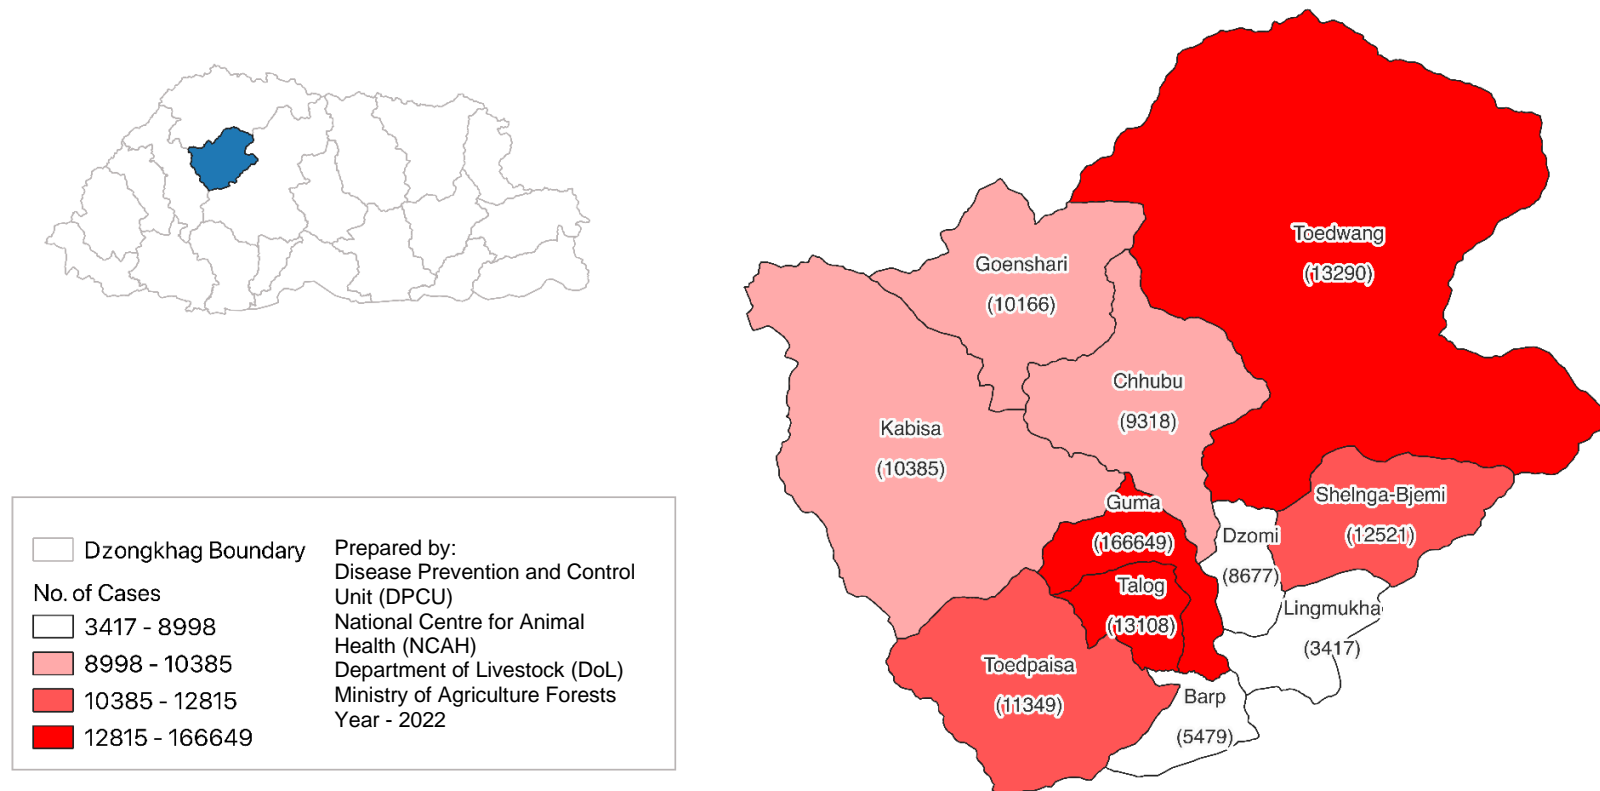 Dzongkhag Boundary
No. of Cases
3417 - 8998
8998 - 10385
10385 - 12815
12815 - 166649
Prepared by:
Disease Prevention and Control
Unit (DPCU)
National Centre for Animal
Health (NCAH)
Department of Livestock (DoL)
Ministry of Agriculture Forests
Year - 2022
Toedwang
(13290)
Goenshari
(10166)
Chhubu
(9318)
Kabisa
(10385)
Shelnga-Bjemi
(12521)
Guma
(166649)
Dzomi
(8677)
Talog
(13108)
Lingmukha
(3417)
Toedpaisa
(11349)
Barp
(5479)